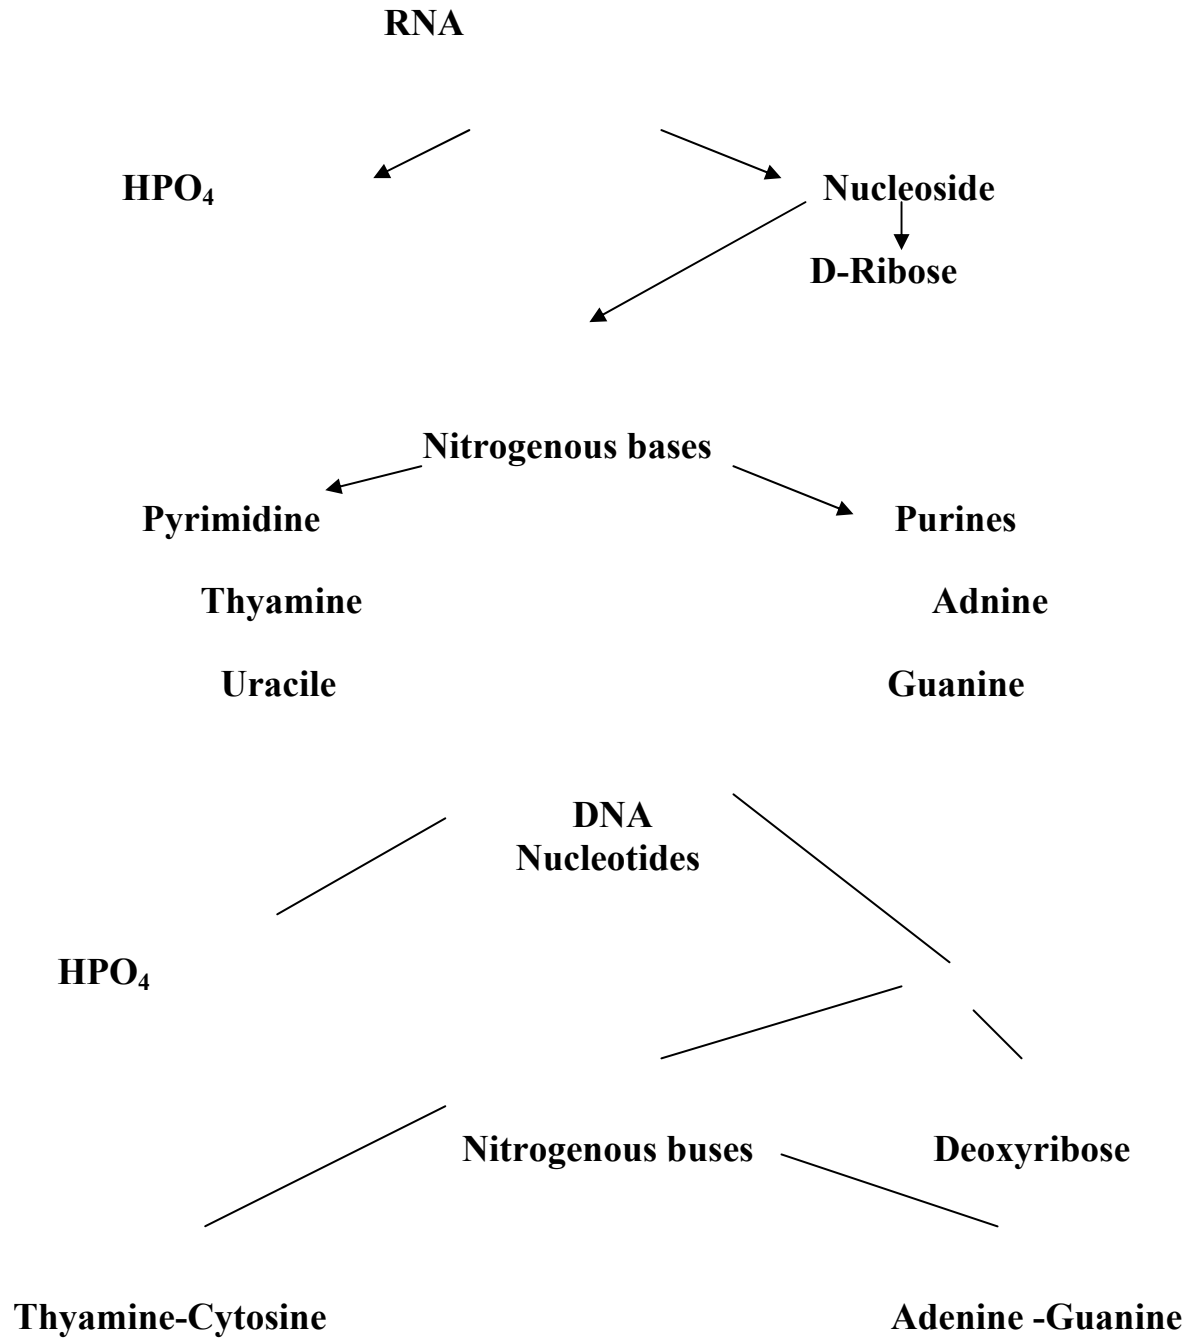 RNA
HPO₄ Nucleoside
D-Ribose
Nitrogenous bases
Pyrimidine Purines
Thyamine Adnine
Uracile Guanine
DNA
Nucleotides
HPO₄
Nitrogenous buses Deoxyribose
Thyamine-Cytosine Adenine -Guanine